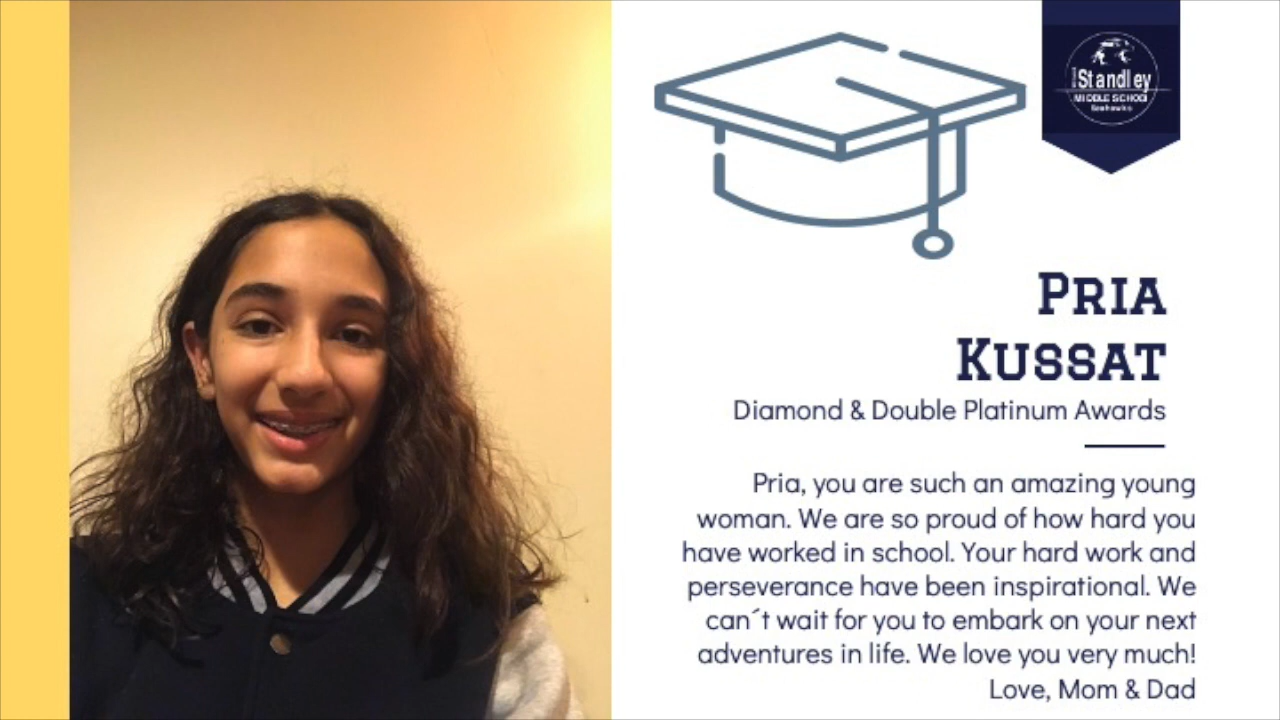 Standley
MIDDLE SCHOOL
Seahawks
Pria
Kussat
Diamond & Double Platinum Awards
Pria, you are such an amazing young
woman. We are so proud of how hard you
have worked in school. Your hard work and
perseverance have been inspirational. We
can´t wait for you to embark on your next
adventures in life. We love you very much!
Love, Mom & Dad